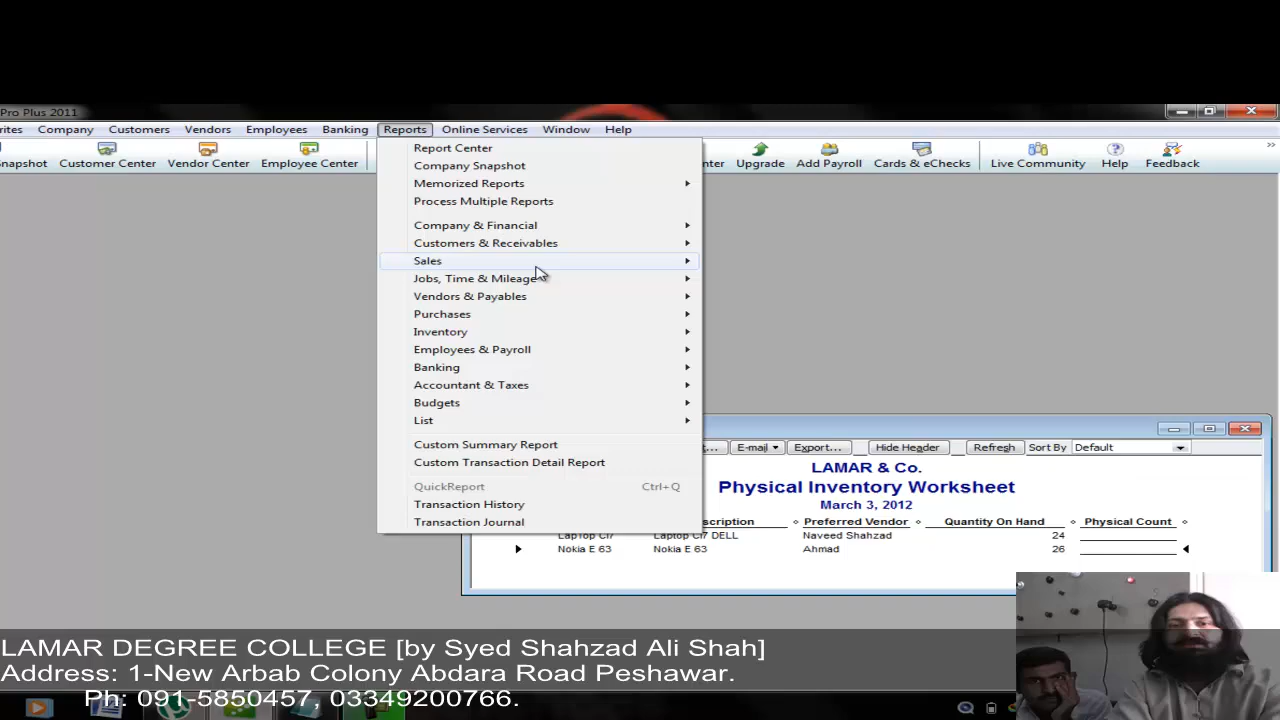 Pro Plus 2011
rites Company Customers Vendors Employees Banking Reports Online Services Window Help
Snapshot Customer Center Vendor Center Employee Center nter Upgrade Add Payroll Cards & eChecks Live Community Help Feedback »
Report Center
Company Snapshot
Memorized Reports
Process Multiple Reports
Company & Financial
Customers & Receivables
Sales
Jobs, Time & Mileage
Vendors & Payables
Purchases
Inventory
Employees & Payroll
Banking
Accountant & Taxes
Budgets
List
Custom Summary Report
Custom Transaction Detail Report
QuickReport Ctrl+Q
Transaction History
Transaction Journal
t... E-mail Export... Hide Header Refresh Sort By Default
LAMAR & Co.
Physical Inventory Worksheet
March 3, 2012
scription Preferred Vendor Quantity On Hand Physical Count
LapTop Ci7 Laptop Ci7 DELL Naveed Shahzad 24
Nokia E 63 Nokia E 63 Ahmad 26
LAMAR DEGREE COLLEGE [by Syed Shahzad Ali Shah]
Address: 1-New Arbab Colony Abdara Road Peshawar.
Ph: 091-5850457, 03349200766.